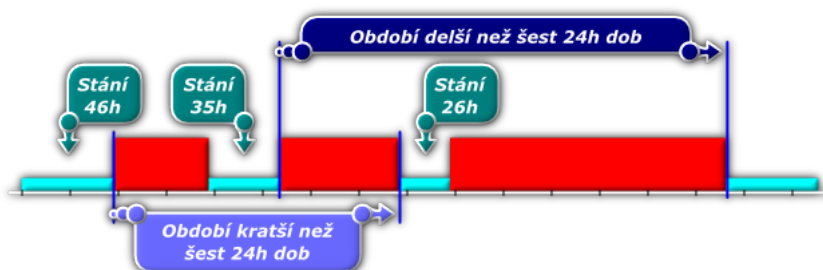 Období delší než šest 24h dob
Stání
46h
Stání
35h
Stání
26h
Období kratší než
šest 24h dob